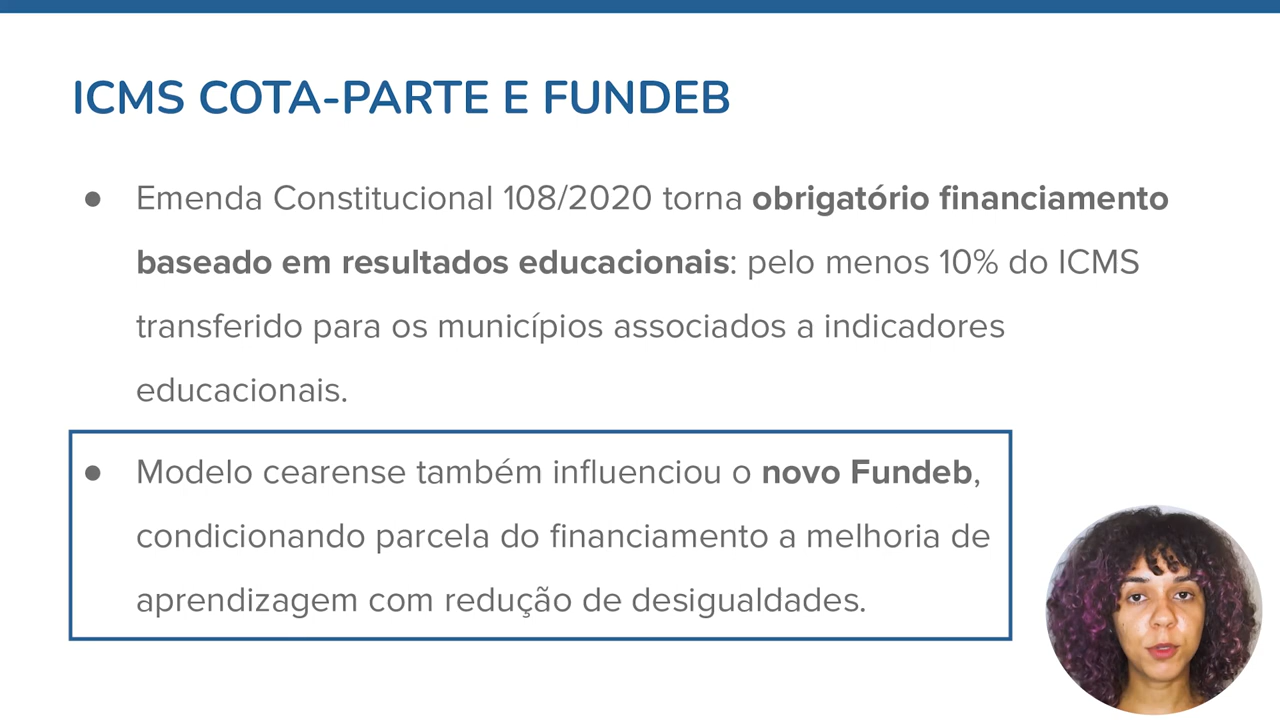 ICMS COTA-PARTE E FUNDEB
● Emenda Constitucional 108/2020 torna obrigatório financiamento
baseado em resultados educacionais: pelo menos 10% do ICMS
transferido para os municípios associados a indicadores
educacionais.
● Modelo cearense também influenciou o novo Fundeb,
condicionando parcela do financiamento a melhoria de
aprendizagem com redução de desigualdades.